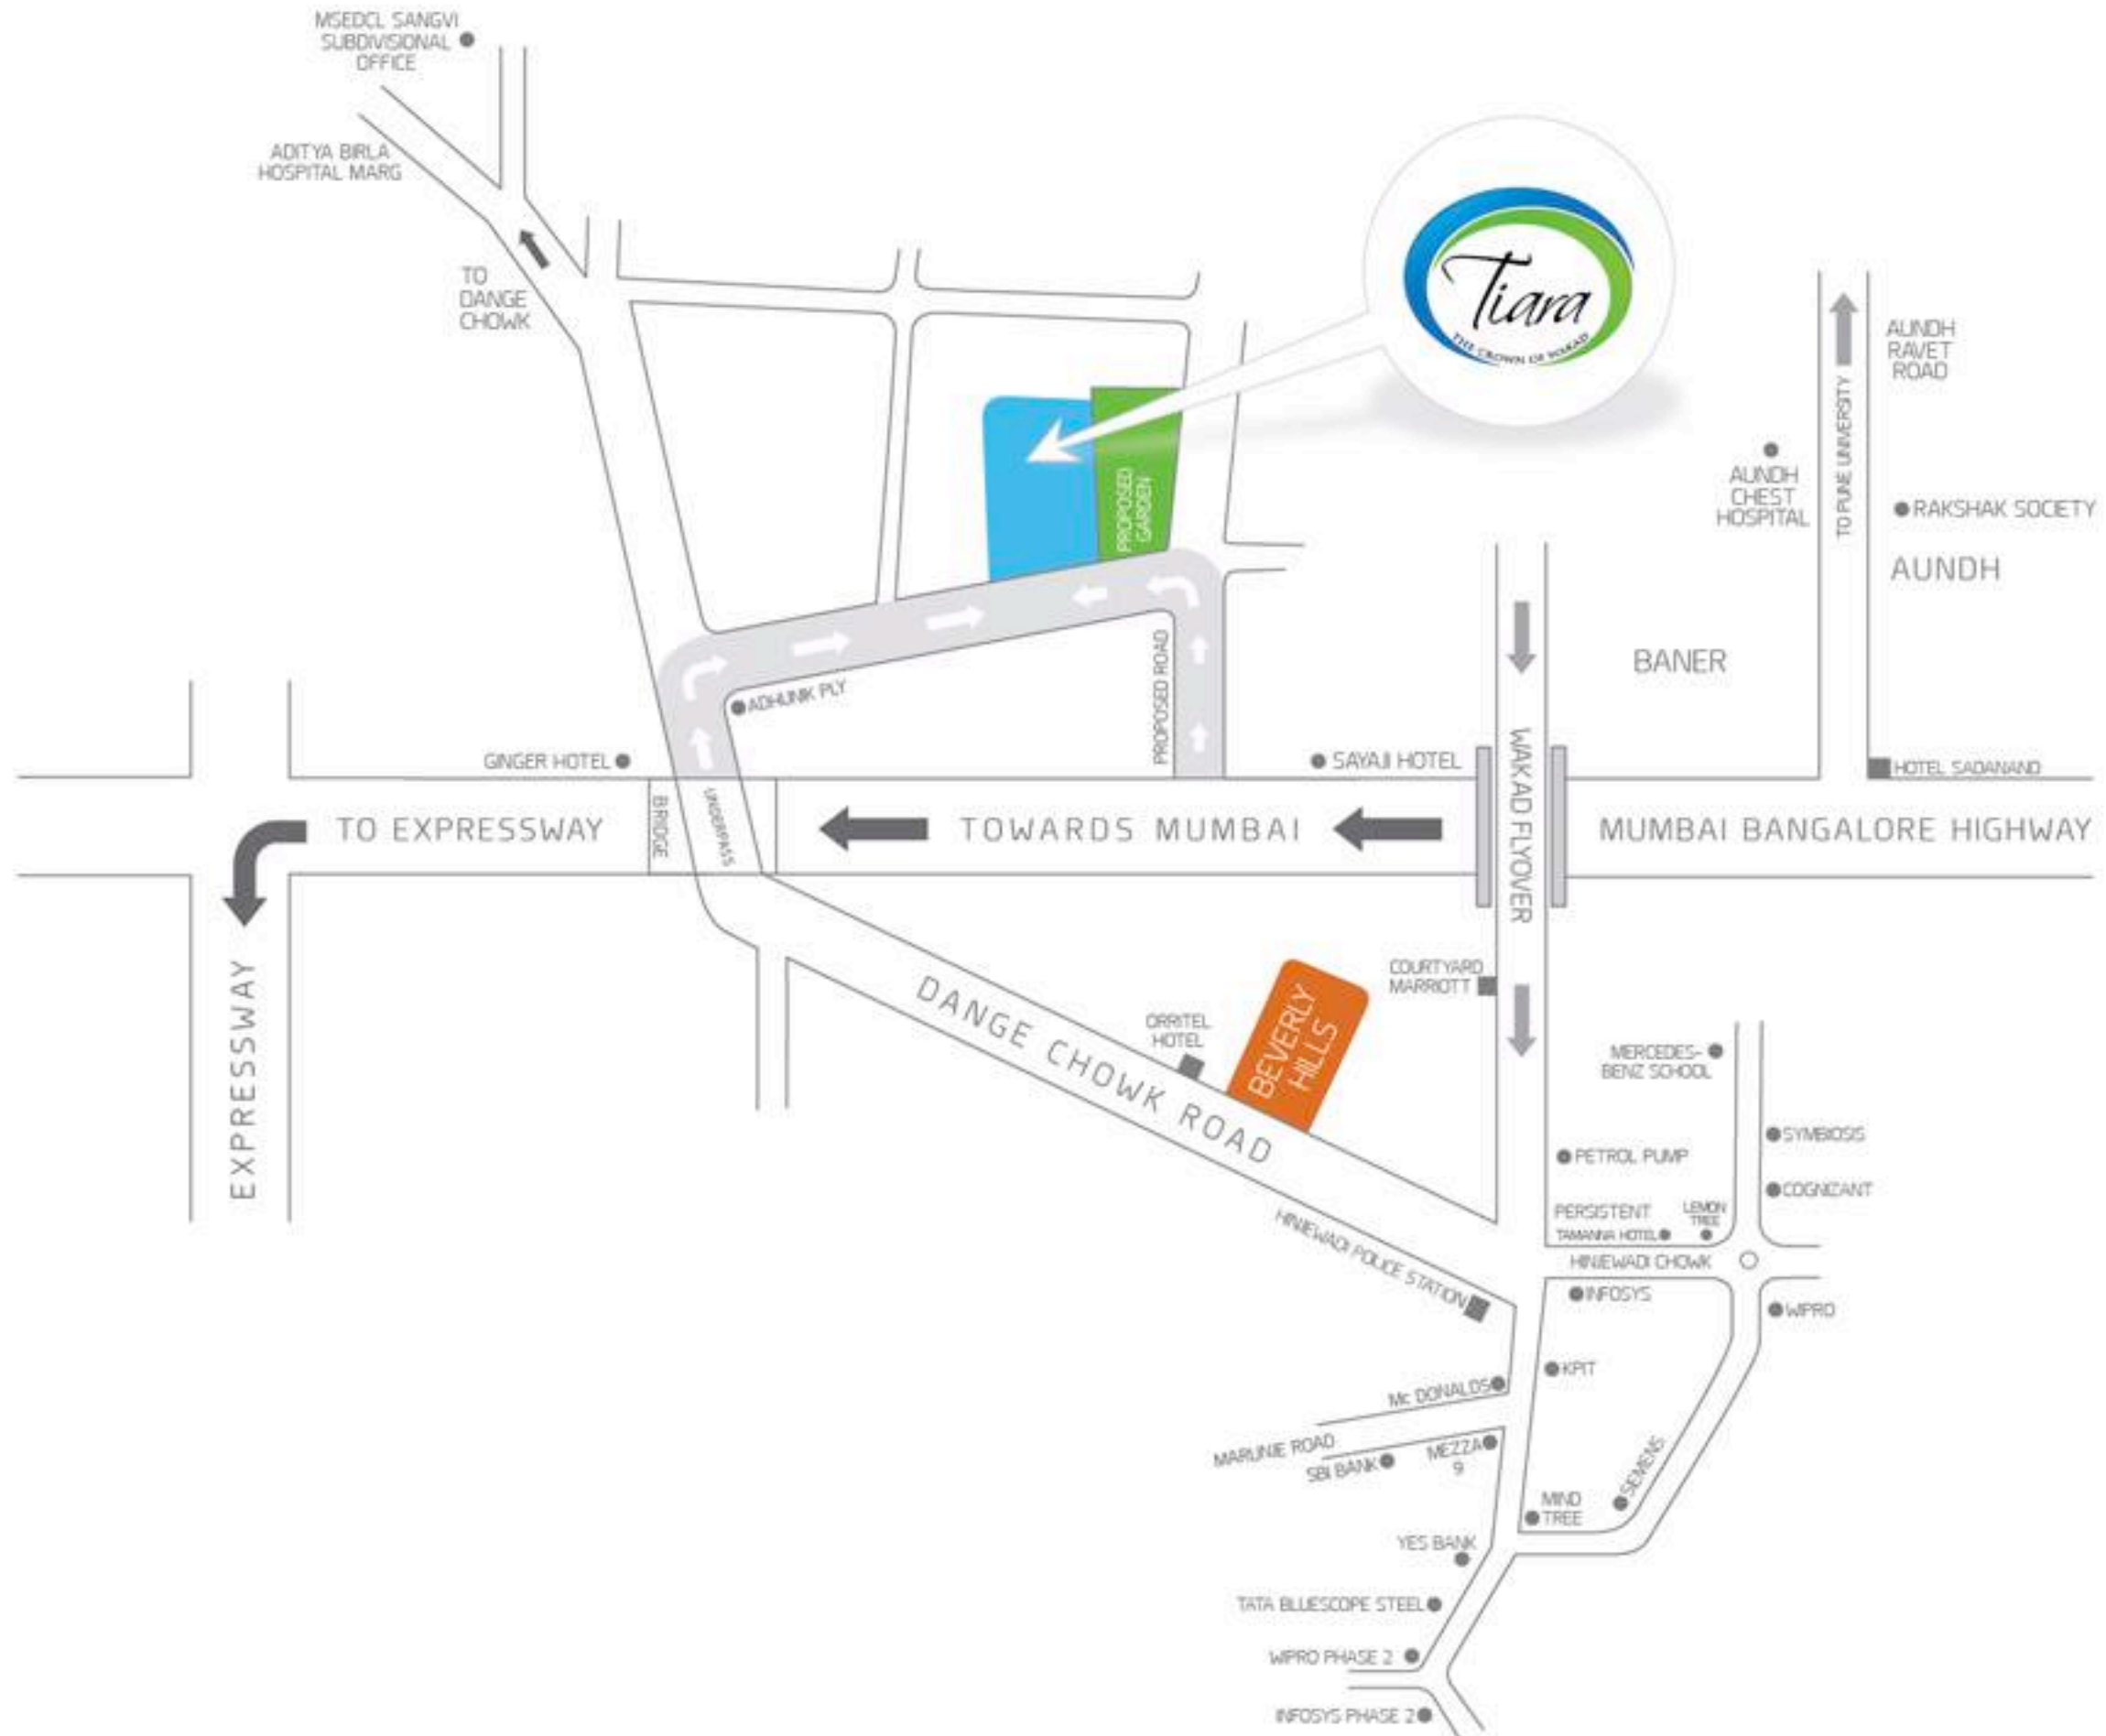 MSEDCL SANGVI
SUBDIVISIONAL
OFFICE
ADITYA BIRLA
HOSPITAL MARG
TO
DANGE
CHOWK
Tiara
THE CROWN OF WAKAD
AUNDH
RAVET
ROAD
TO PUNE UNIVERSITY
AUNDH
CHEST
HOSPITAL
RAKSHAK SOCIETY
AUNDH
PROPOSED
GARDEN
BANER
PROPOSED ROAD
ADHUNIK PLY
GINGER HOTEL
SAYAJI HOTEL
HOTEL SADANAND
TO EXPRESSWAY
BRIDGE
UNDERPASS
TOWARDS MUMBAI
WAKAD FLYOVER
MUMBAI BANGALORE HIGHWAY
EXPRESSWAY
DANGE CHOWK ROAD
COURTYARD
MARRIOTT
ORRITEL
HOTEL
BEVERLY
HILLS
MERCEDES-
BENZ SCHOOL
SYMBIOSIS
PETROL PUMP
COGNIZANT
PERSISTENT
LEMON
TREE
TAMANNA HOTEL
HINJEWADI CHOWK
HINJEWADI POLICE STATION
INFOSYS
WIPRO
KPIT
Mc DONALDS
MARUNJE ROAD
SBI BANK
MEZZA
9
SIEMENS
MIND
TREE
YES BANK
TATA BLUESCOPE STEEL
WIPRO PHASE 2
INFOSYS PHASE 2